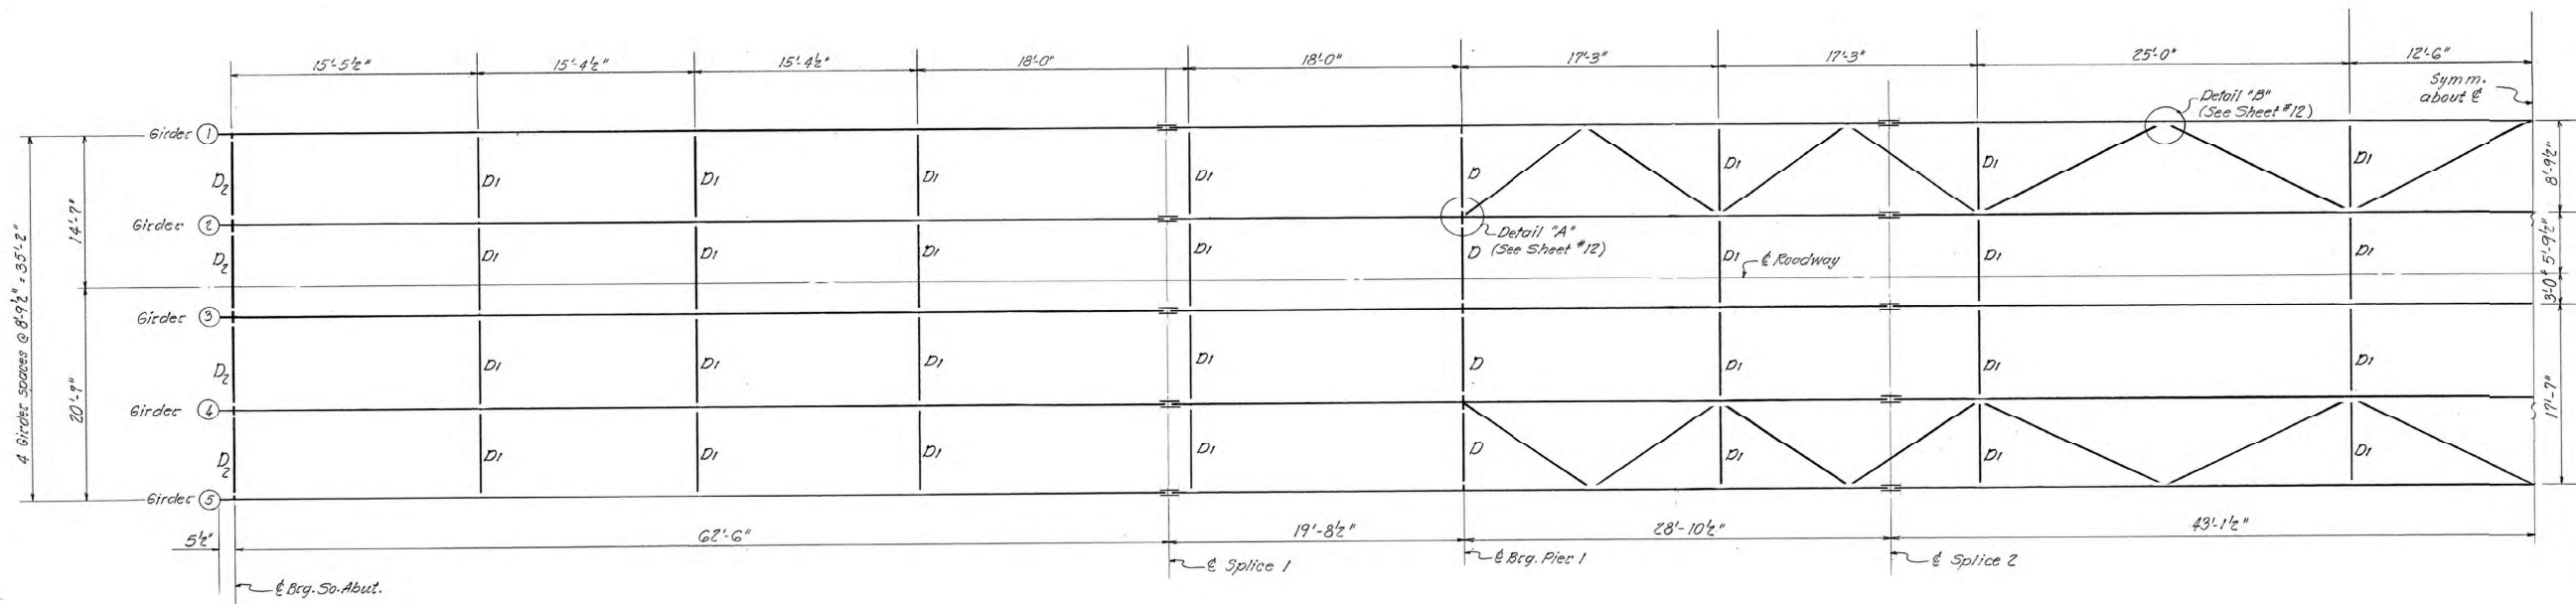 15'-5½" 15'-4½" 15'-4½" 18'-0" 18'-0" 17'-3" 17'-3" 25'-0" 12'-6"
Symm.
about ℄
Detail "B"
(See Sheet #12)
Girder 1
D2 D1 D1 D1 D1 D D1 D1 D1
8'-9½"
14'-7"
Girder 2
Detail "A"
(See Sheet #12)
D2 D1 D1 D1 D1 D D1 D1 D1
℄ Roadway
5'-9½"
3'-0"
4 Girder spaces @ 8'-9½" = 35'-2"
Girder 3
D2 D1 D1 D1 D1 D D1 D1 D1
20'-7"
17'-7"
Girder 4
D2 D1 D1 D1 D1 D D1 D1 D1
Girder 5
5½" 62'-6" 19'-8½" 28'-10½" 43'-1½"
℄ Brg. So. Abut.
℄ Splice 1
℄ Brg. Pier 1
℄ Splice 2